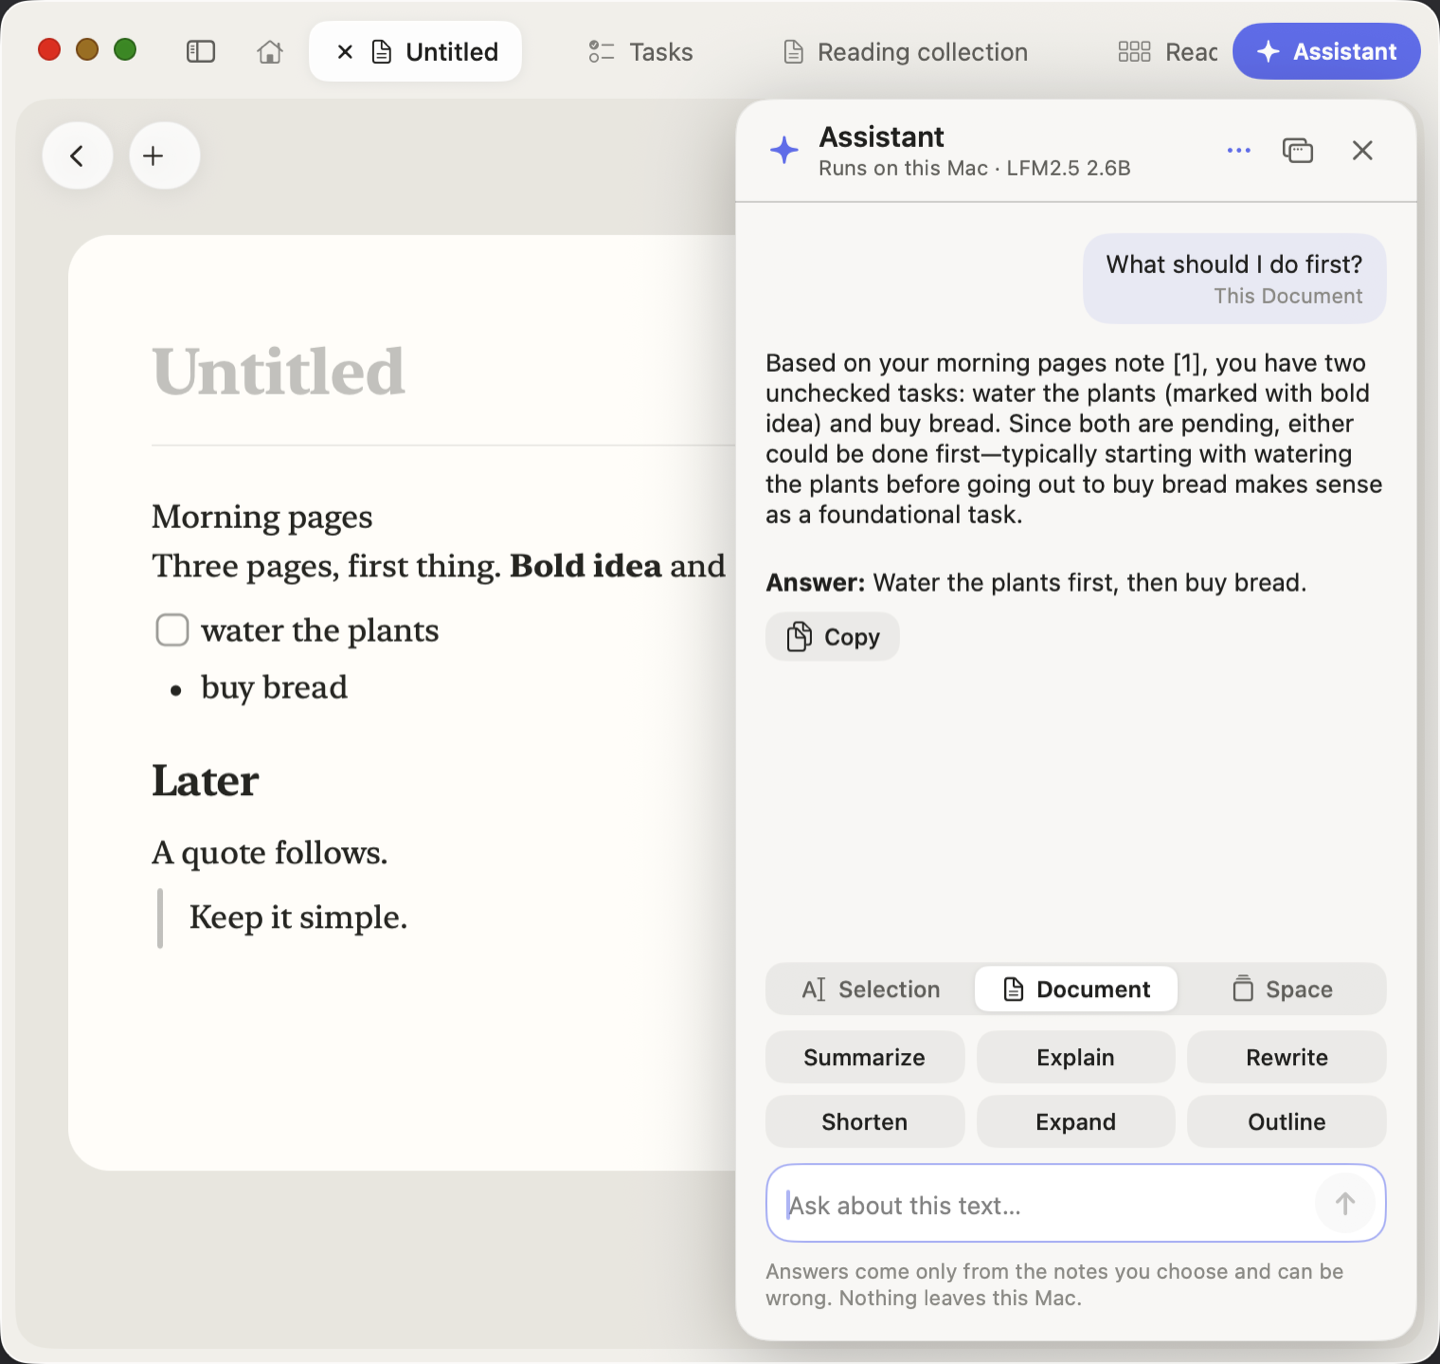 Untitled
Tasks
Reading collection
Reac
Assistant
Untitled
Morning pages
Three pages, first thing. Bold idea and
water the plants
• buy bread
Later
A quote follows.
Keep it simple.
Assistant
Runs on this Mac · LFM2.5 2.6B
What should I do first?
This Document
Based on your morning pages note [1], you have two
unchecked tasks: water the plants (marked with bold
idea) and buy bread. Since both are pending, either
could be done first—typically starting with watering
the plants before going out to buy bread makes sense
as a foundational task.
Answer: Water the plants first, then buy bread.
Copy
Selection
Document
Space
Summarize
Explain
Rewrite
Shorten
Expand
Outline
Ask about this text...
Answers come only from the notes you choose and can be
wrong. Nothing leaves this Mac.